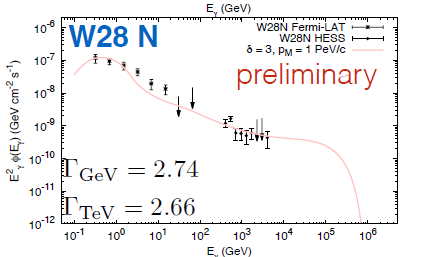 E_γ (GeV)
W28 N
W28N Fermi-LAT
W28N HESS
δ = 3, p_M = 1 PeV/c
preliminary
E²_γ φ(E_γ) (GeV cm⁻² s⁻¹)
10⁻⁶
10⁻⁷
10⁻⁸
10⁻⁹
10⁻¹⁰
10⁻¹¹
10⁻¹²
Γ_GeV = 2.74
Γ_TeV = 2.66
10⁻¹ 10⁰ 10¹ 10² 10³ 10⁴ 10⁵ 10⁶
E_γ (GeV)